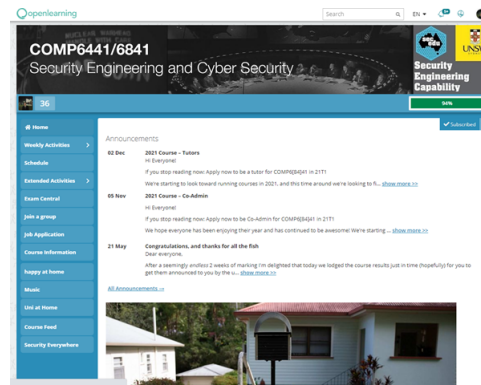 openlearning
Search
EN
COMP6441/6841
Security Engineering and Cyber Security
sec.edu
UNSW
Security
Engineering
Capability
36
94%
Home
Subscribed
Weekly Activities
Schedule
Extended Activities
Exam Central
Join a group
Job Application
Course Information
happy at home
Music
Uni at Home
Course Feed
Security Everywhere
Announcements
02 Dec
2021 Course – Tutors
Hi Everyone!
If you stop reading now: Apply now to be a tutor for COMP6[84]41 in 21T1
We're starting to look toward running courses in 2021, and this time around we're looking to fi... show more >>
05 Nov
2021 Course – Co-Admin
Hi Everyone!
If you stop reading now: Apply now to be Co-Admin for COMP6[84]41 in 21T1
We hope everyone has been enjoying their year and has continued to be awesome! We're starting ... show more >>
21 May
Congratulations, and thanks for all the fish
Dear everyone,
After a seemingly endless 2 weeks of marking I'm delighted that today we lodged the course results just in time (hopefully) for you to
get them announced to you by the u... show more >>
All Announcements >>